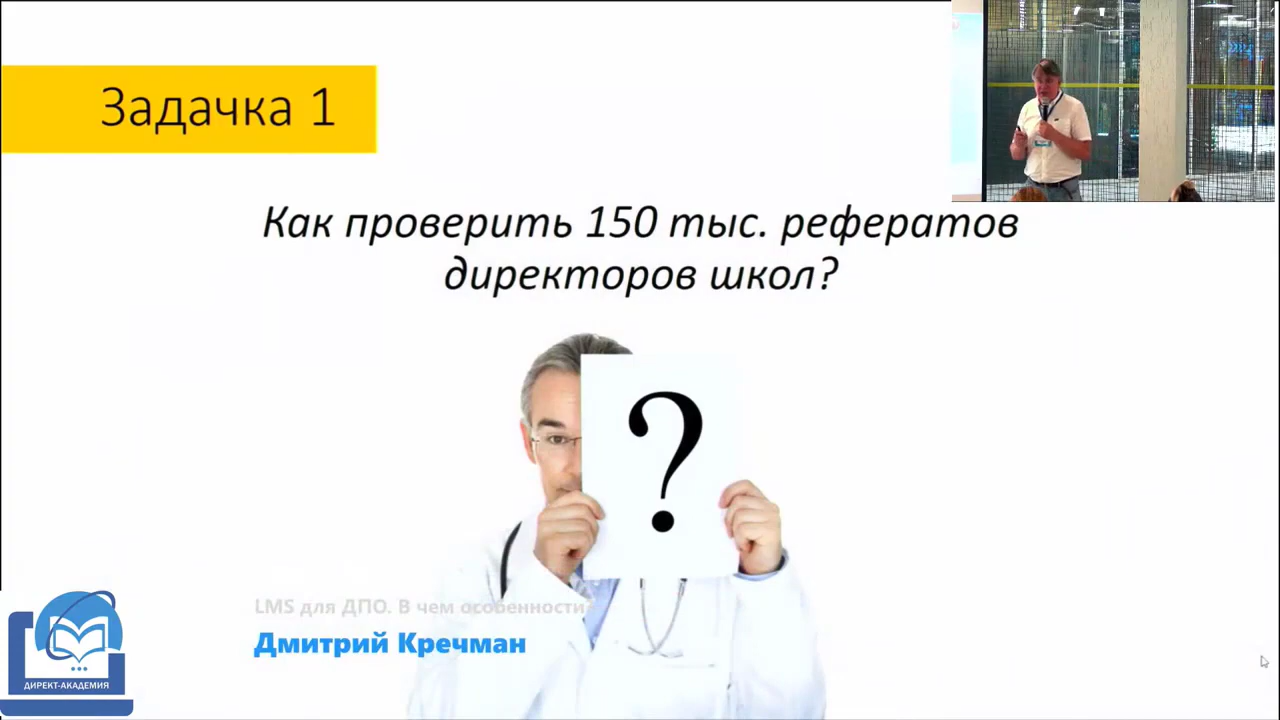 Задачка 1
Как проверить 150 тыс. рефератов
директоров школ?
?
LMS для ДПО. В чем особенности?
Дмитрий Кречман
ДИРЕКТ-АКАДЕМИЯ